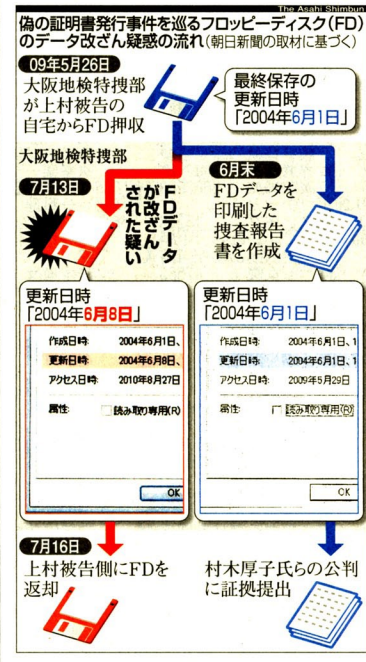 The Asahi Shimbun
偽の証明書発行事件を巡るフロッピーディスク(FD)
のデータ改ざん疑惑の流れ(朝日新聞の取材に基づく)
09年5月26日
大阪地検特捜部
が上村被告の
自宅からFD押収
最終保存の
更新日時
「2004年6月1日」
大阪地検特捜部
7月13日
FDデータ
が改ざん
された疑い
6月末
FDデータを
印刷した
捜査報告
書を作成
更新日時
「2004年6月8日」
作成日時: 2004年6月1日、
更新日時: 2004年6月8日、
アクセス日時: 2010年8月27日
属性: 読み取り専用(R)
OK
更新日時
「2004年6月1日」
作成日時: 2004年6月1日、1
更新日時: 2004年6月1日、1
アクセス日時: 2009年5月29日
属性: 読み取り専用(R)
OK
7月16日
上村被告側にFDを
返却
村木厚子氏らの公判
に証拠提出